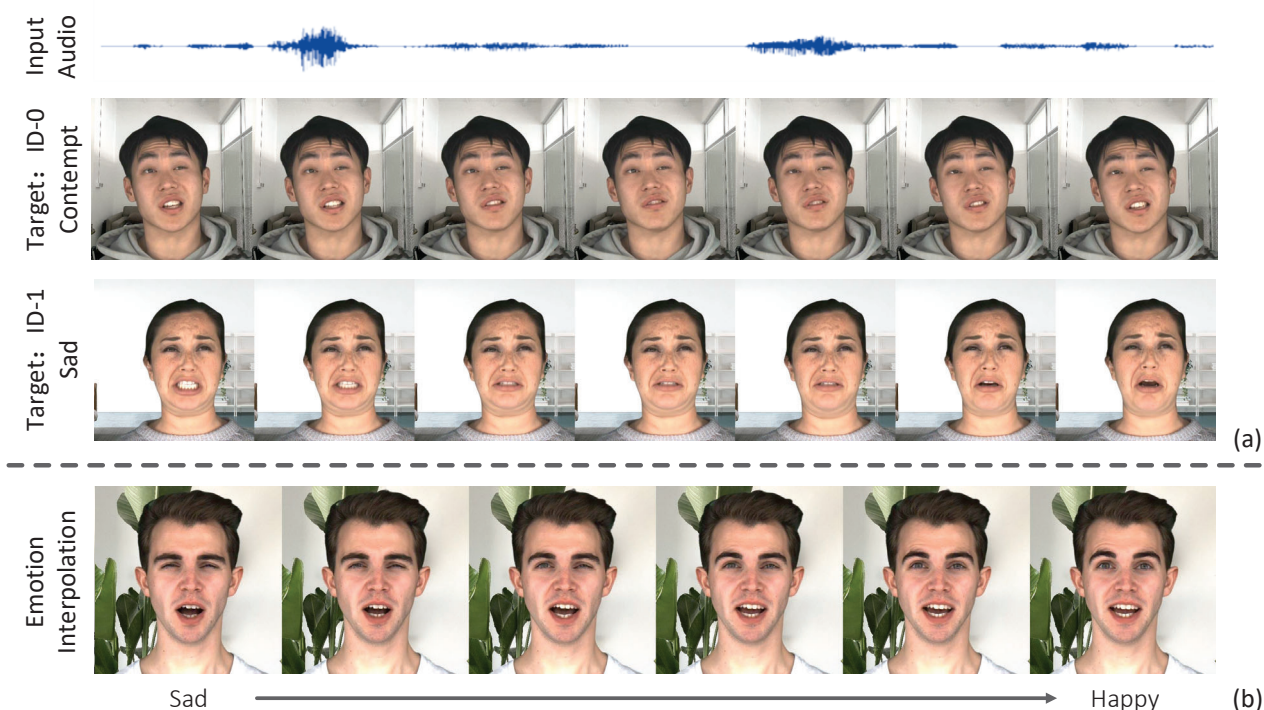 Input
Audio
Target: ID-0
Contempt
Target: ID-1
Sad
(a)
Emotion
Interpolation
Sad
Happy
(b)